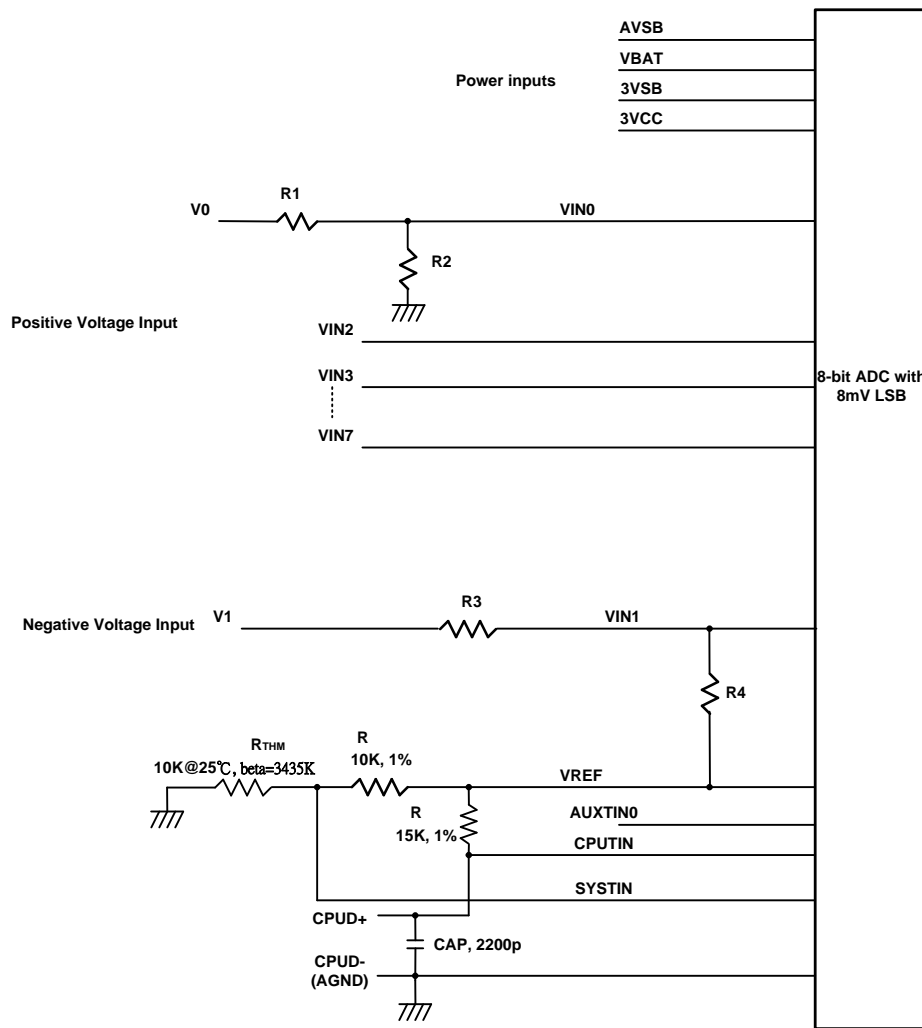 AVSB
VBAT
Power inputs
3VSB
3VCC
R1
V0
VIN0
R2
Positive Voltage Input
VIN2
VIN3
8-bit ADC with
8mV LSB
VIN7
R3
Negative Voltage Input
V1
VIN1
R4
RTHM
10K@25℃, beta=3435K
R
10K, 1%
VREF
R
15K, 1%
AUXTIN0
CPUTIN
SYSTIN
CPUD+
CAP, 2200p
CPUD-
(AGND)